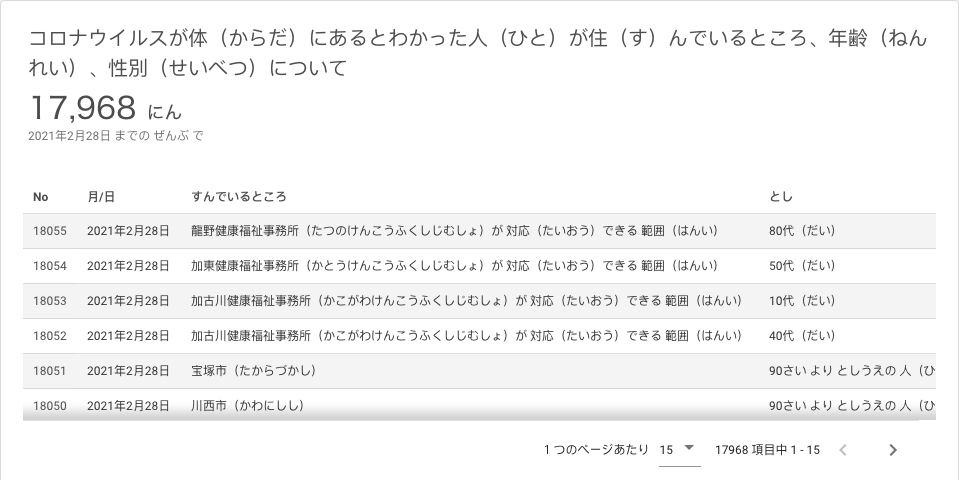 コロナウイルスが体（からだ）にあるとわかった人（ひと）が住（す）んでいるところ、年齢（ねん
れい）、性別（せいべつ）について
17,968 にん
2021年2月28日 までの ぜんぶ で
No 月/日 すんでいるところ とし
18055 2021年2月28日 龍野健康福祉事務所（たつのけんこうふくしじむしょ）が 対応（たいおう）できる 範囲（はんい） 80代（だい）
18054 2021年2月28日 加東健康福祉事務所（かとうけんこうふくしじむしょ）が 対応（たいおう）できる 範囲（はんい） 50代（だい）
18053 2021年2月28日 加古川健康福祉事務所（かこがわけんこうふくしじむしょ）が 対応（たいおう）できる 範囲（はんい） 10代（だい）
18052 2021年2月28日 加古川健康福祉事務所（かこがわけんこうふくしじむしょ）が 対応（たいおう）できる 範囲（はんい） 40代（だい）
18051 2021年2月28日 宝塚市（たからづかし） 90さい より としうえの 人（ひ
18050 2021年2月28日 川西市（かわにしし） 90さい より としうえの 人（ひ
1 つのページあたり 15 17968 項目中 1 - 15